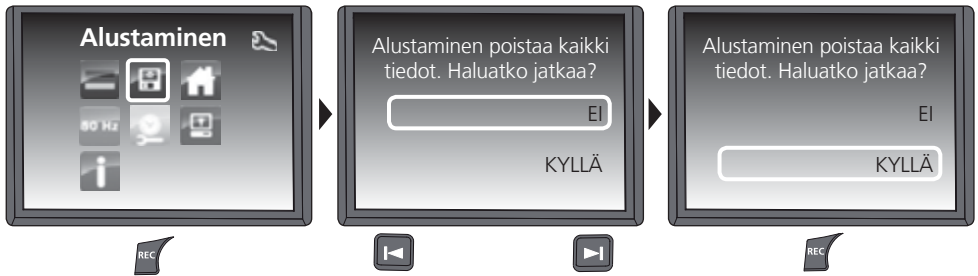 Alustaminen
60 Hz
REC
Alustaminen poistaa kaikki
tiedot. Haluatko jatkaa?
EI
KYLLÄ
Alustaminen poistaa kaikki
tiedot. Haluatko jatkaa?
EI
KYLLÄ
REC